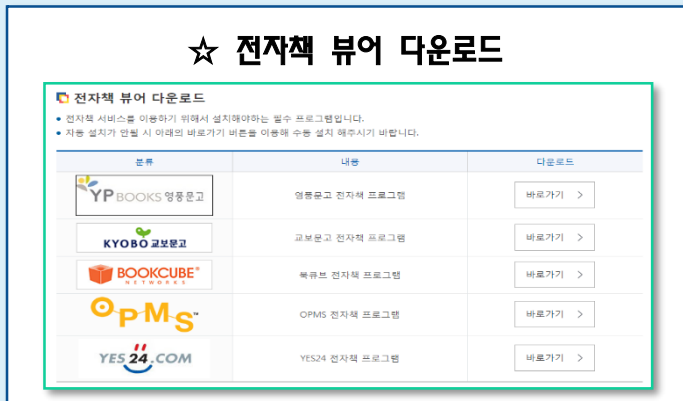 ☆ 전자책 뷰어 다운로드
전자책 뷰어 다운로드
• 전자책 서비스를 이용하기 위해서 설치해야하는 필수 프로그램입니다.
• 자동 설치가 안될 시 아래의 바로가기 버튼을 이용해 수동 설치 해주시기 바랍니다.
분류 내용 다운로드
YP BOOKS 영풍문고 영풍문고 전자책 프로그램 바로가기 >
KYOBO 교보문고 교보문고 전자책 프로그램 바로가기 >
BOOKCUBE® NETWORKS 북큐브 전자책 프로그램 바로가기 >
OPMS™ OPMS 전자책 프로그램 바로가기 >
YES24.COM YES24 전자책 프로그램 바로가기 >